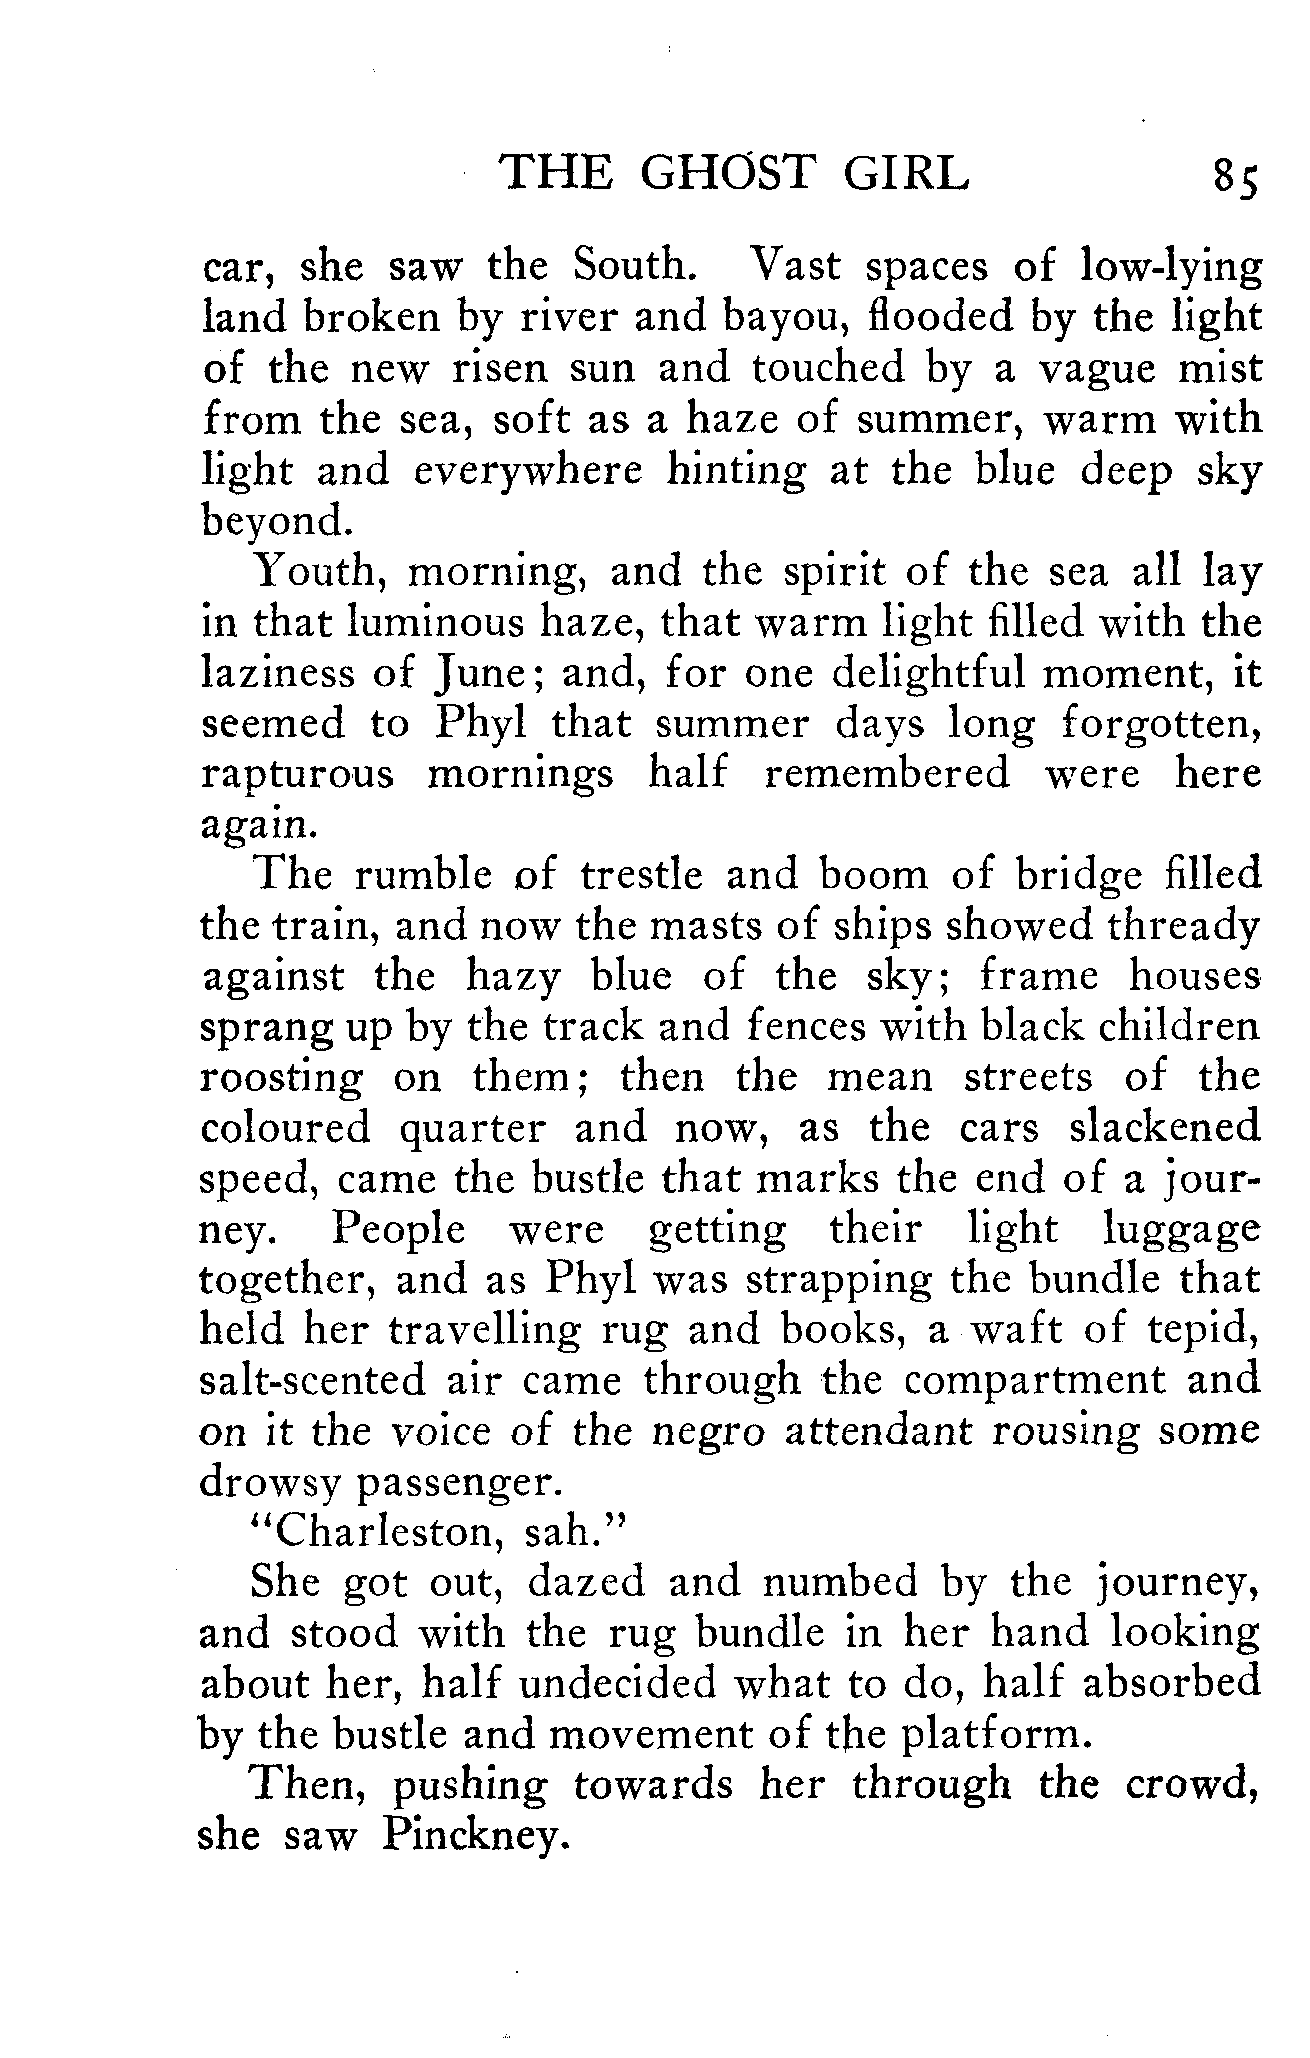 THE GHOST GIRL 85
car, she saw the South. Vast spaces of low-lying
land broken by river and bayou, flooded by the light
of the new risen sun and touched by a vague mist
from the sea, soft as a haze of summer, warm with
light and everywhere hinting at the blue deep sky
beyond.
Youth, morning, and the spirit of the sea all lay
in that luminous haze, that warm light filled with the
laziness of June; and, for one delightful moment, it
seemed to Phyl that summer days long forgotten,
rapturous mornings half remembered were here
again.
The rumble of trestle and boom of bridge filled
the train, and now the masts of ships showed thready
against the hazy blue of the sky; frame houses
sprang up by the track and fences with black children
roosting on them; then the mean streets of the
coloured quarter and now, as the cars slackened
speed, came the bustle that marks the end of a jour-
ney. People were getting their light luggage
together, and as Phyl was strapping the bundle that
held her travelling rug and books, a waft of tepid,
salt-scented air came through the compartment and
on it the voice of the negro attendant rousing some
drowsy passenger.
"Charleston, sah."
She got out, dazed and numbed by the journey,
and stood with the rug bundle in her hand looking
about her, half undecided what to do, half absorbed
by the bustle and movement of the platform.
Then, pushing towards her through the crowd,
she saw Pinckney.